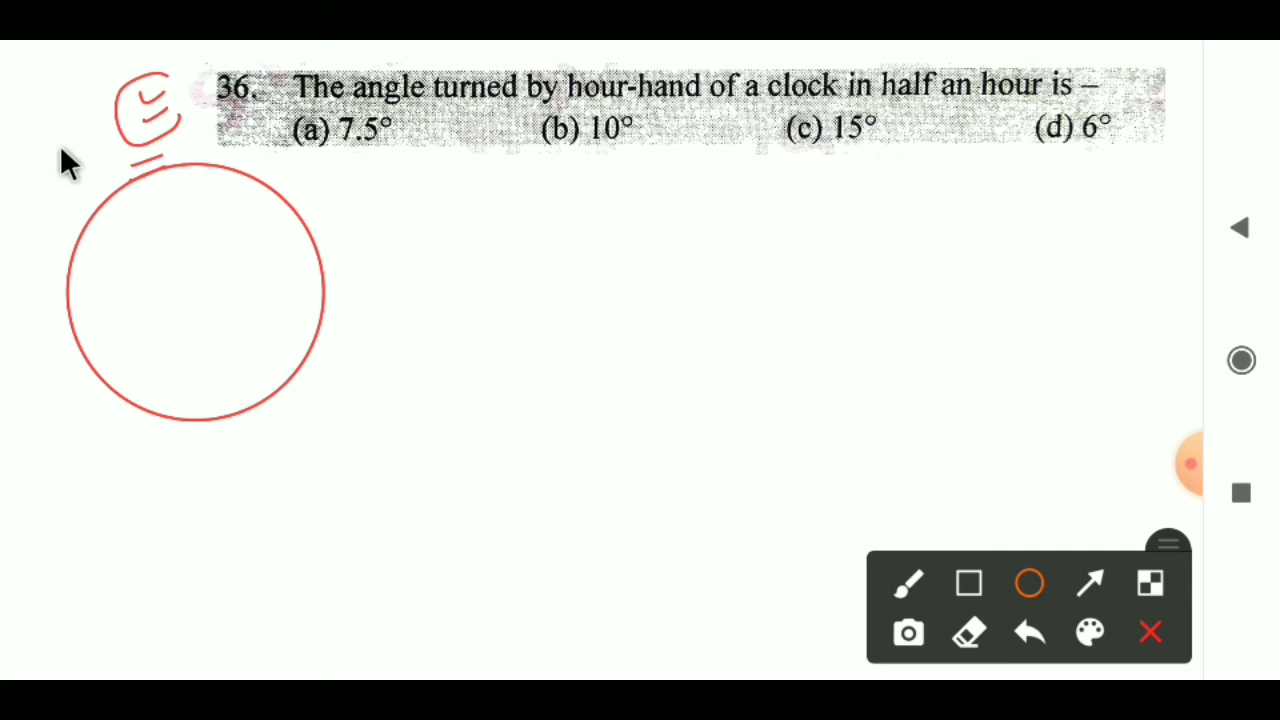 36. The angle turned by hour-hand of a clock in half an hour is –
(a) 7.5° (b) 10° (c) 15° (d) 6°